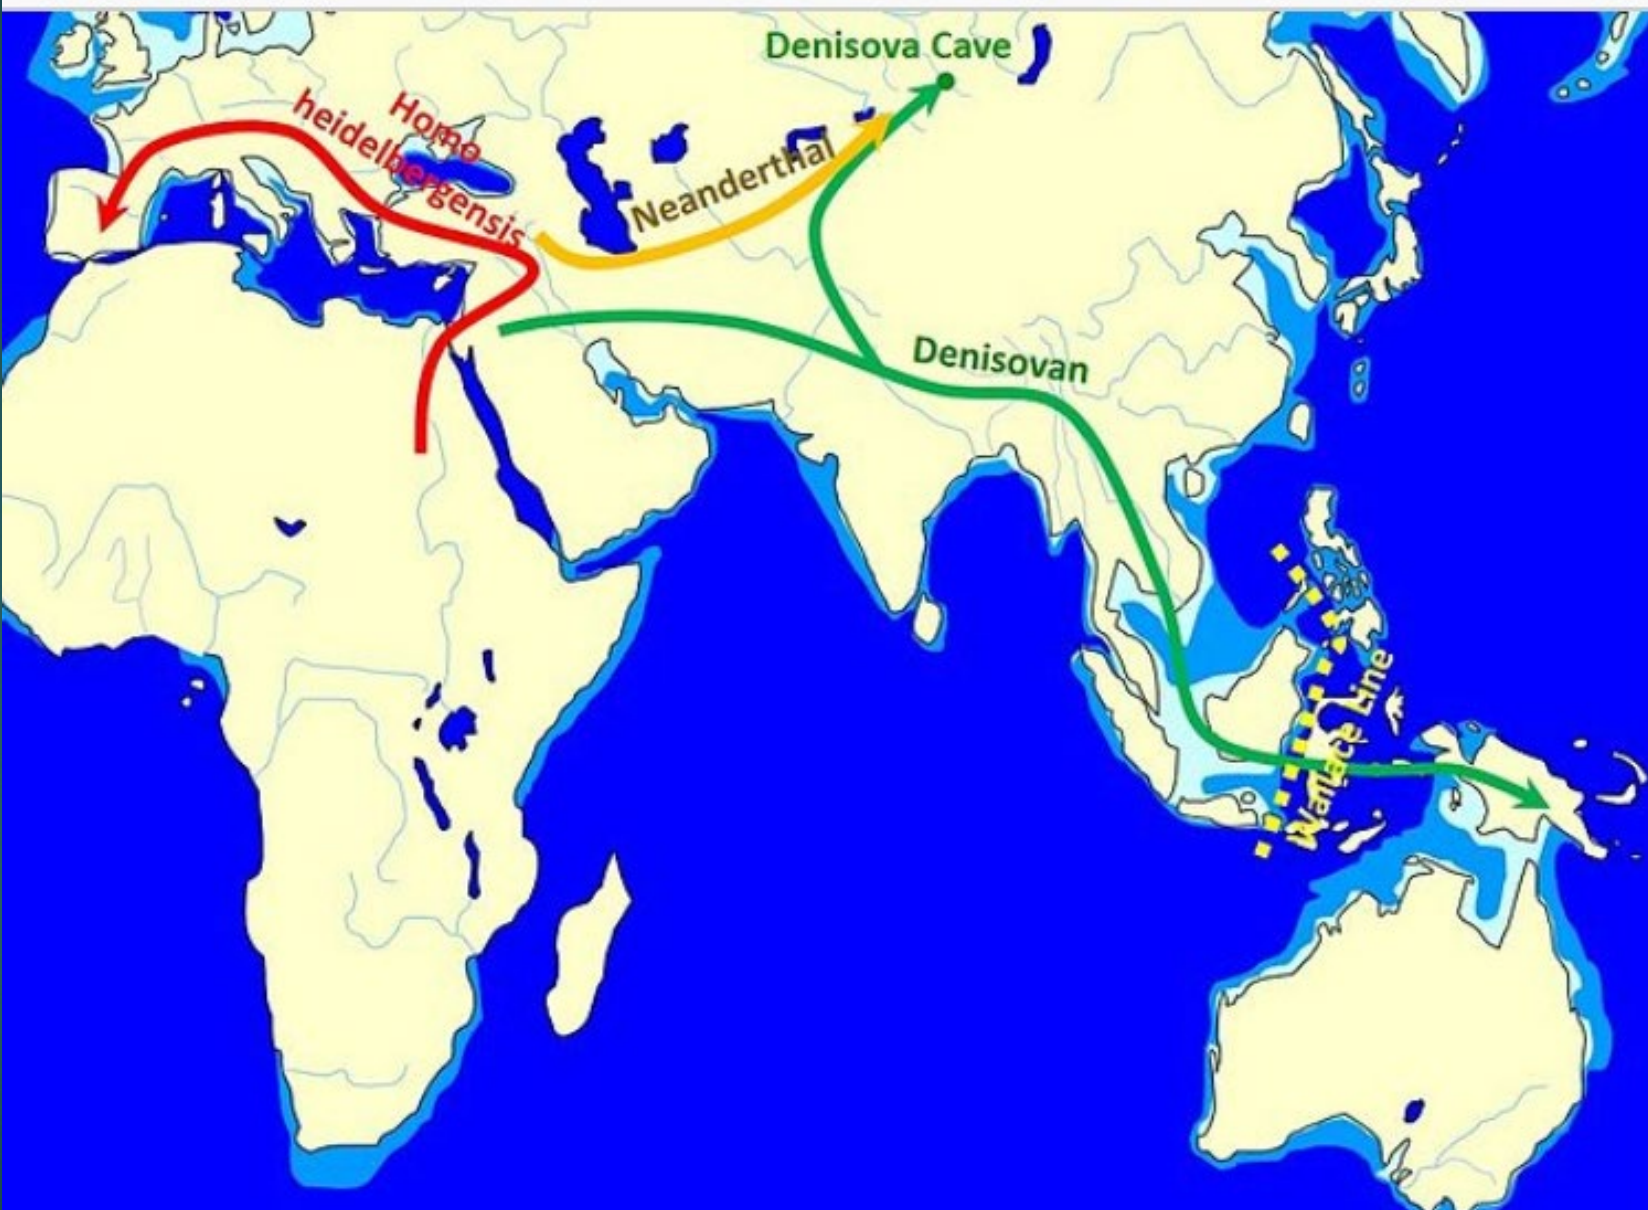 Denisova Cave
Homo
heidelbergensis
Neanderthal
Denisovan
Wallace Line